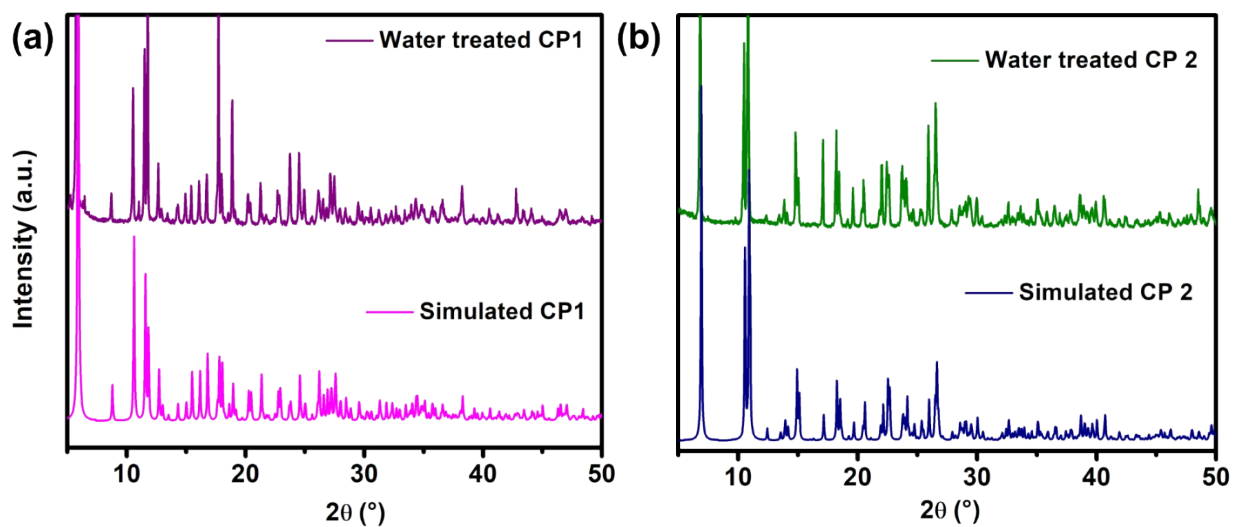 (a)
Water treated CP1
Simulated CP1
Intensity (a.u.)
10 20 30 40 50
2θ (°)
(b)
Water treated CP 2
Simulated CP 2
10 20 30 40 50
2θ (°)